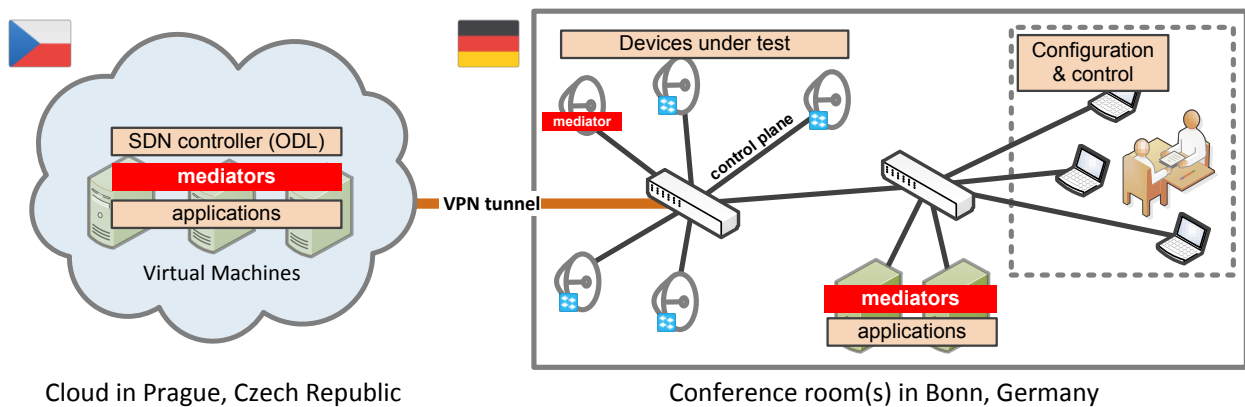 SDN controller (ODL)
mediators
applications
Virtual Machines
Cloud in Prague, Czech Republic
VPN tunnel
Devices under test
mediator
control plane
Configuration
& control
mediators
applications
Conference room(s) in Bonn, Germany